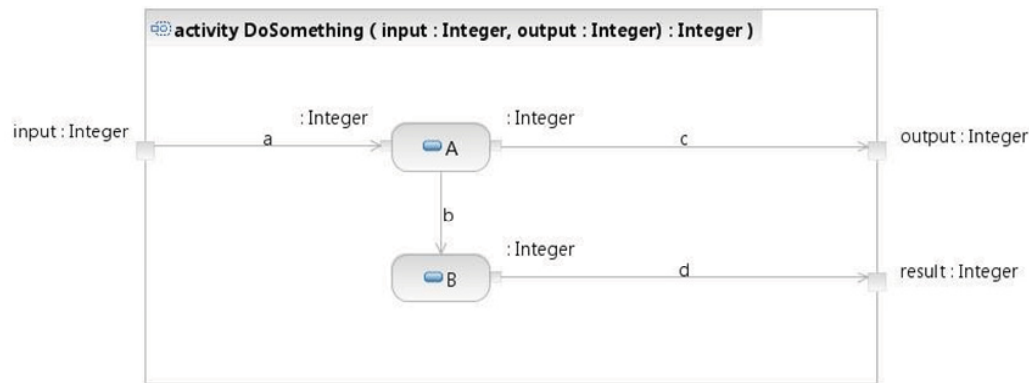 activity DoSomething ( input : Integer, output : Integer) : Integer )
: Integer
: Integer
input : Integer
a
A
c
output : Integer
b
: Integer
B
d
result : Integer